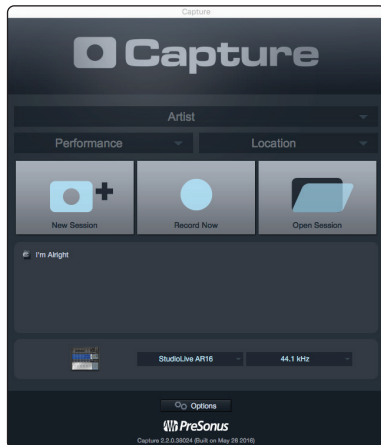 Capture
Capture
Artist
Performance Location
New Session Record Now Open Session
I'm Alright
StudioLive AR16 44.1 kHz
Options
PreSonus
Capture 2.2.0.38024 (Built on May 26 2016)